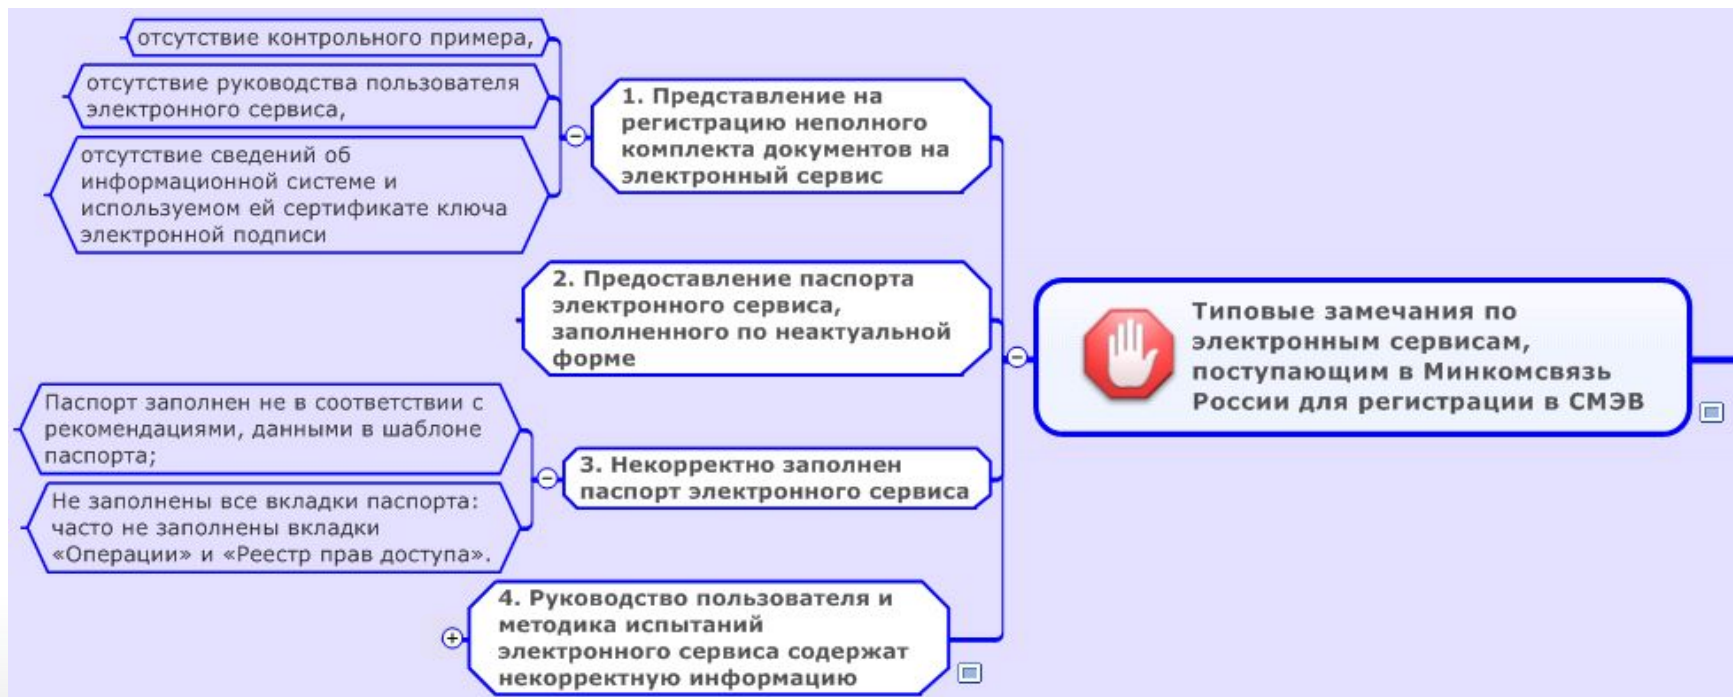 отсутствие контрольного примера,
отсутствие руководства пользователя
электронного сервиса,
отсутствие сведений об
информационной системе и
используемом ей сертификате ключа
электронной подписи
1. Представление на
регистрацию неполного
комплекта документов на
электронный сервис
2. Предоставление паспорта
электронного сервиса,
заполненного по неактуальной
форме
Типовые замечания по
электронным сервисам,
поступающим в Минкомсвязь
России для регистрации в СМЭВ
Паспорт заполнен не в соответствии с
рекомендациями, данными в шаблоне
паспорта;
Не заполнены все вкладки паспорта:
часто не заполнены вкладки
«Операции» и «Реестр прав доступа».
3. Некорректно заполнен
паспорт электронного сервиса
4. Руководство пользователя и
методика испытаний
электронного сервиса содержат
некорректную информацию